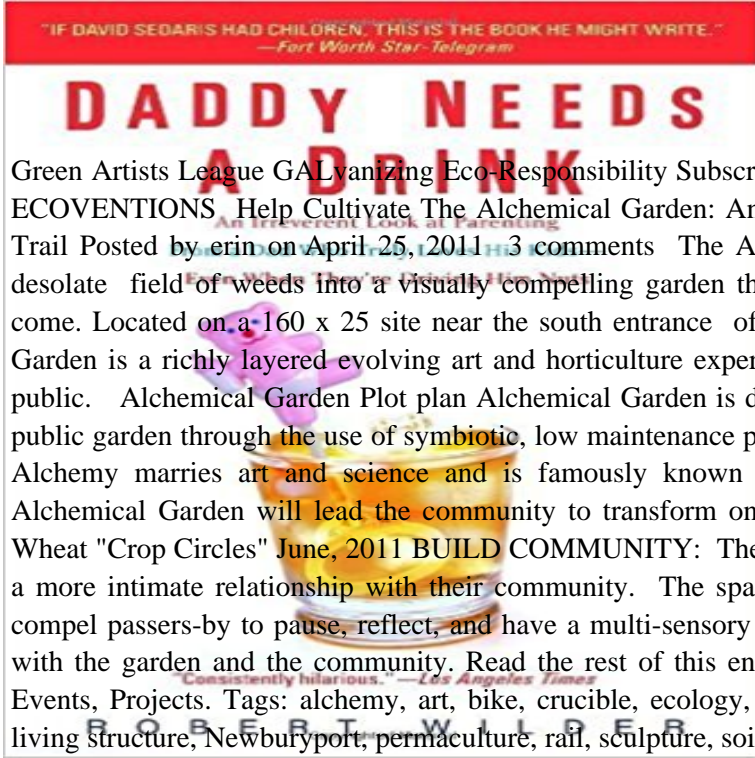 "IF DAVID SEDARIS HAD CHILDREN, THIS IS THE BOOK HE MIGHT WRITE."
—Fort Worth Star-Telegram
DADDY NEEDS
A DRINK
Green Artists League GALvanizing Eco-Responsibility Subscr
ECOVENTIONS Help Cultivate The Alchemical Garden: An
An Irreverent Look at Parenting
Trail Posted by erin on April 25, 2011 3 comments The A
desolate field of weeds into a visually compelling garden th
Even When They're Driving Him Nuts
come. Located on a 160 x 25 site near the south entrance of
Garden is a richly layered evolving art and horticulture exper
public. Alchemical Garden Plot plan Alchemical Garden is d
public garden through the use of symbiotic, low maintenance p
Alchemy marries art and science and is famously known
Alchemical Garden will lead the community to transform on
Wheat "Crop Circles" June, 2011 BUILD COMMUNITY: The
a more intimate relationship with their community. The spa
compel passers-by to pause, reflect, and have a multi-sensory
with the garden and the community. Read the rest of this en
"Consistently hilarious." —Los Angeles Times
Events, Projects. Tags: alchemy, art, bike, crucible, ecology,
ROBERT WILDER
living structure, Newburyport, permaculture, rail, sculpture, soi